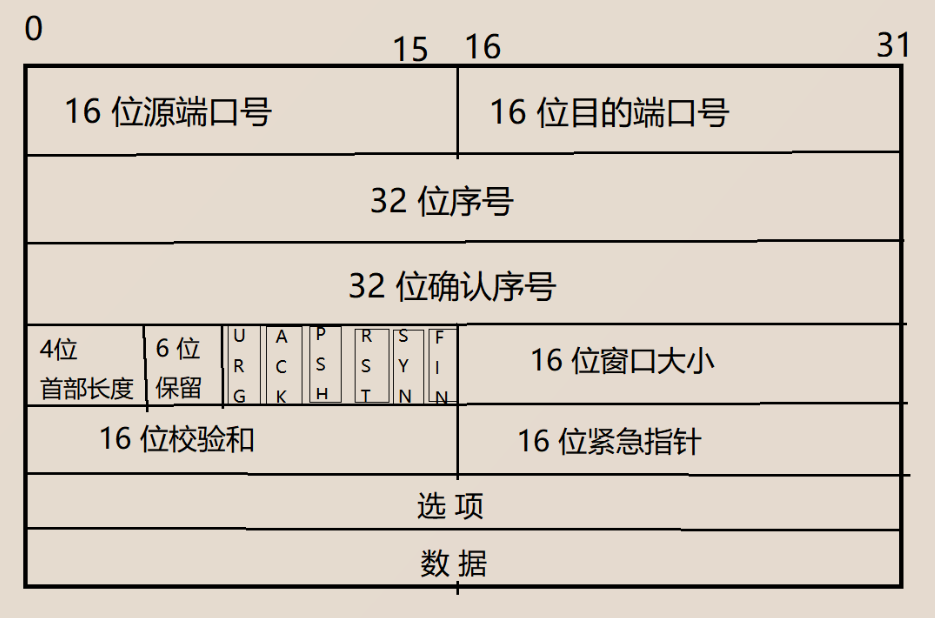 0 15 16 31
16 位源端口号 16 位目的端口号
32 位序号
32 位确认序号
4位 首部长度 6 位 保留 URG ACK PSH RST SYN FIN 16 位窗口大小
16 位校验和 16 位紧急指针
选 项
数 据